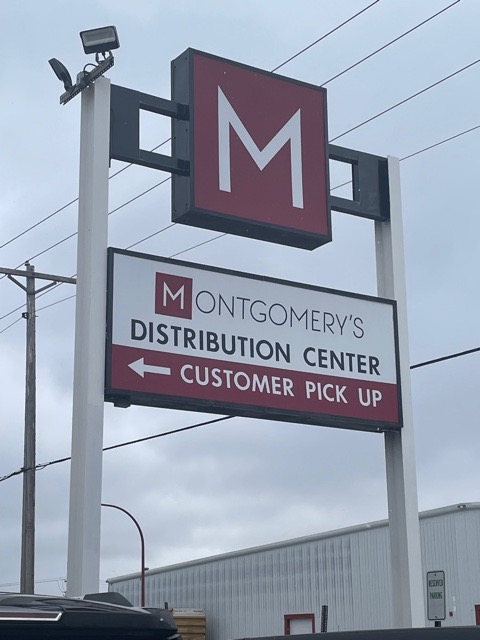 M
MONTGOMERY'S
DISTRIBUTION CENTER
← CUSTOMER PICK UP
RESERVED
PARKING